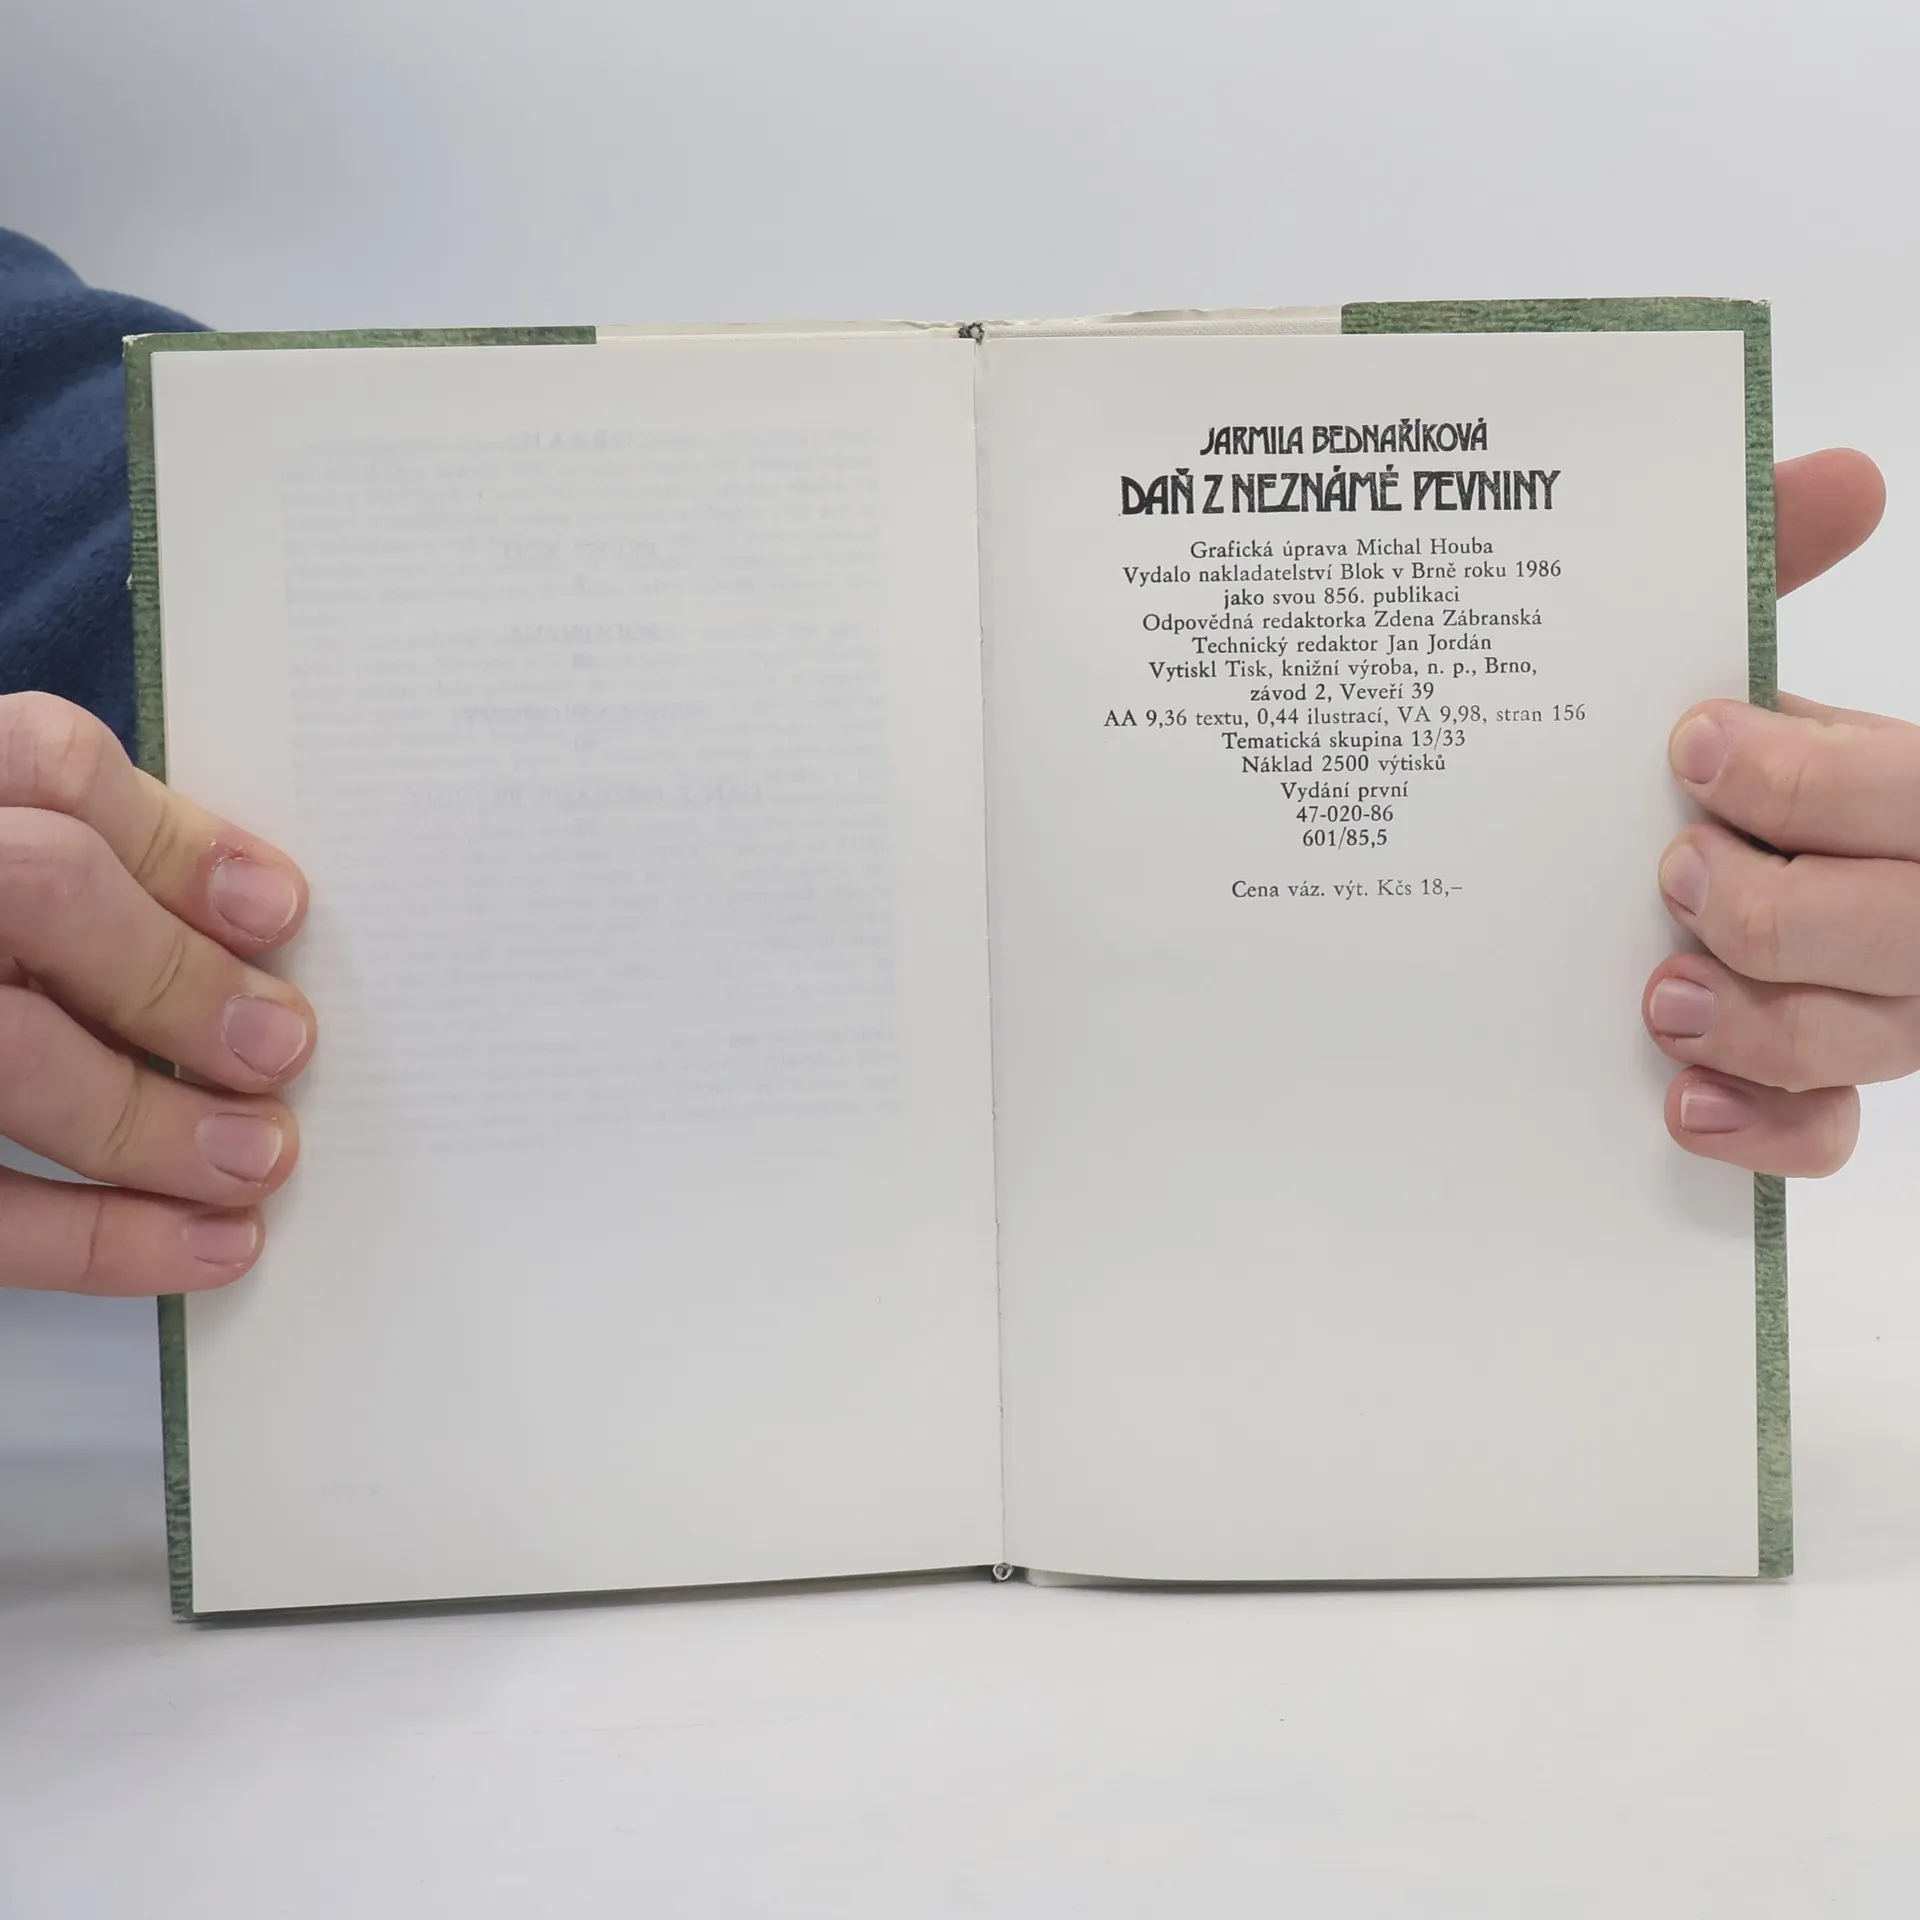 JARMILA BEDNAŘÍKOVÁ
DAŇ Z NEZNÁMÉ PEVNINY
Grafická úprava Michal Houba
Vydalo nakladatelství Blok v Brně roku 1986
jako svou 856. publikaci
Odpovědná redaktorka Zdena Zábranská
Technický redaktor Jan Jordán
Vytiskl Tisk, knižní výroba, n. p., Brno,
závod 2, Veveří 39
AA 9,36 textu, 0,44 ilustrací, VA 9,98, stran 156
Tematická skupina 13/33
Náklad 2500 výtisků
Vydání první
47-020-86
601/85,5
Cena váz. výt. Kčs 18,–